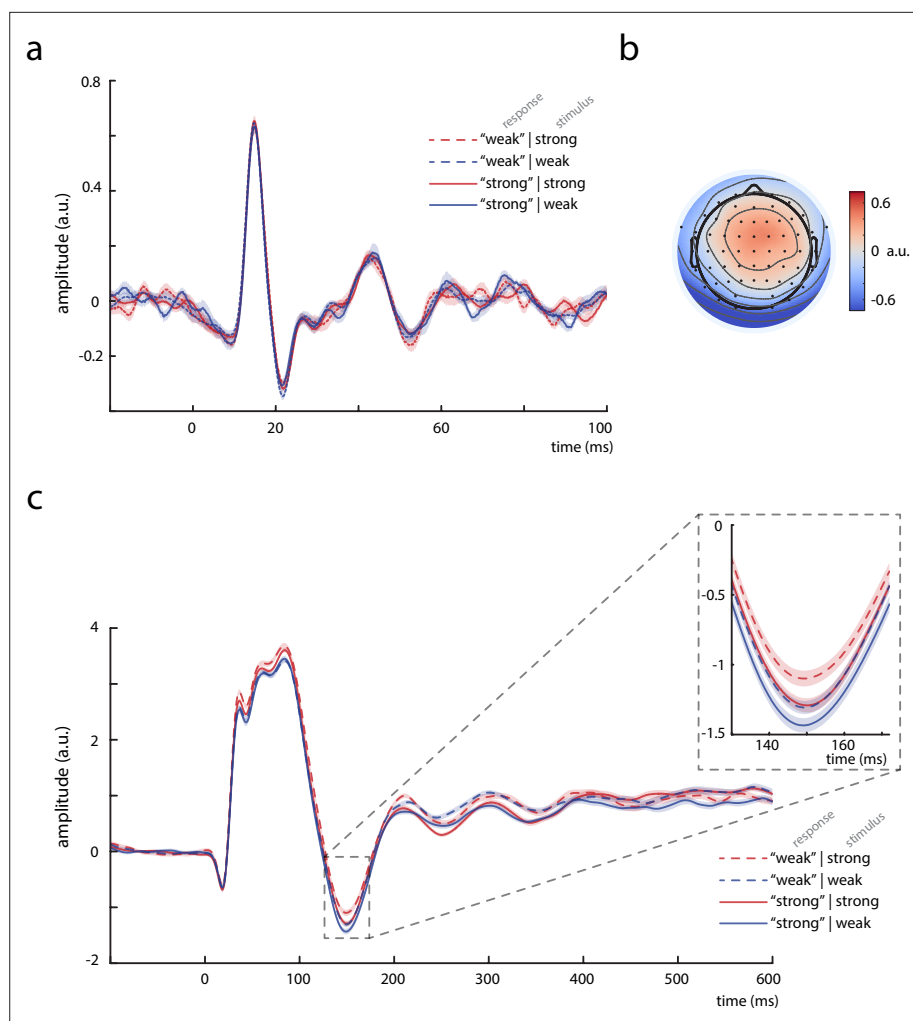 a
b
0.8
0.4
0
-0.2
amplitude (a.u.)
response stimulus
"weak" | strong
"weak" | weak
"strong" | strong
"strong" | weak
0 20 60 100
time (ms)
0.6
0 a.u.
-0.6
c
0
-0.5
-1
-1.5
140 160
time (ms)
4
2
0
-2
amplitude (a.u.)
response stimulus
"weak" | strong
"weak" | weak
"strong" | strong
"strong" | weak
0 100 200 300 400 500 600
time (ms)